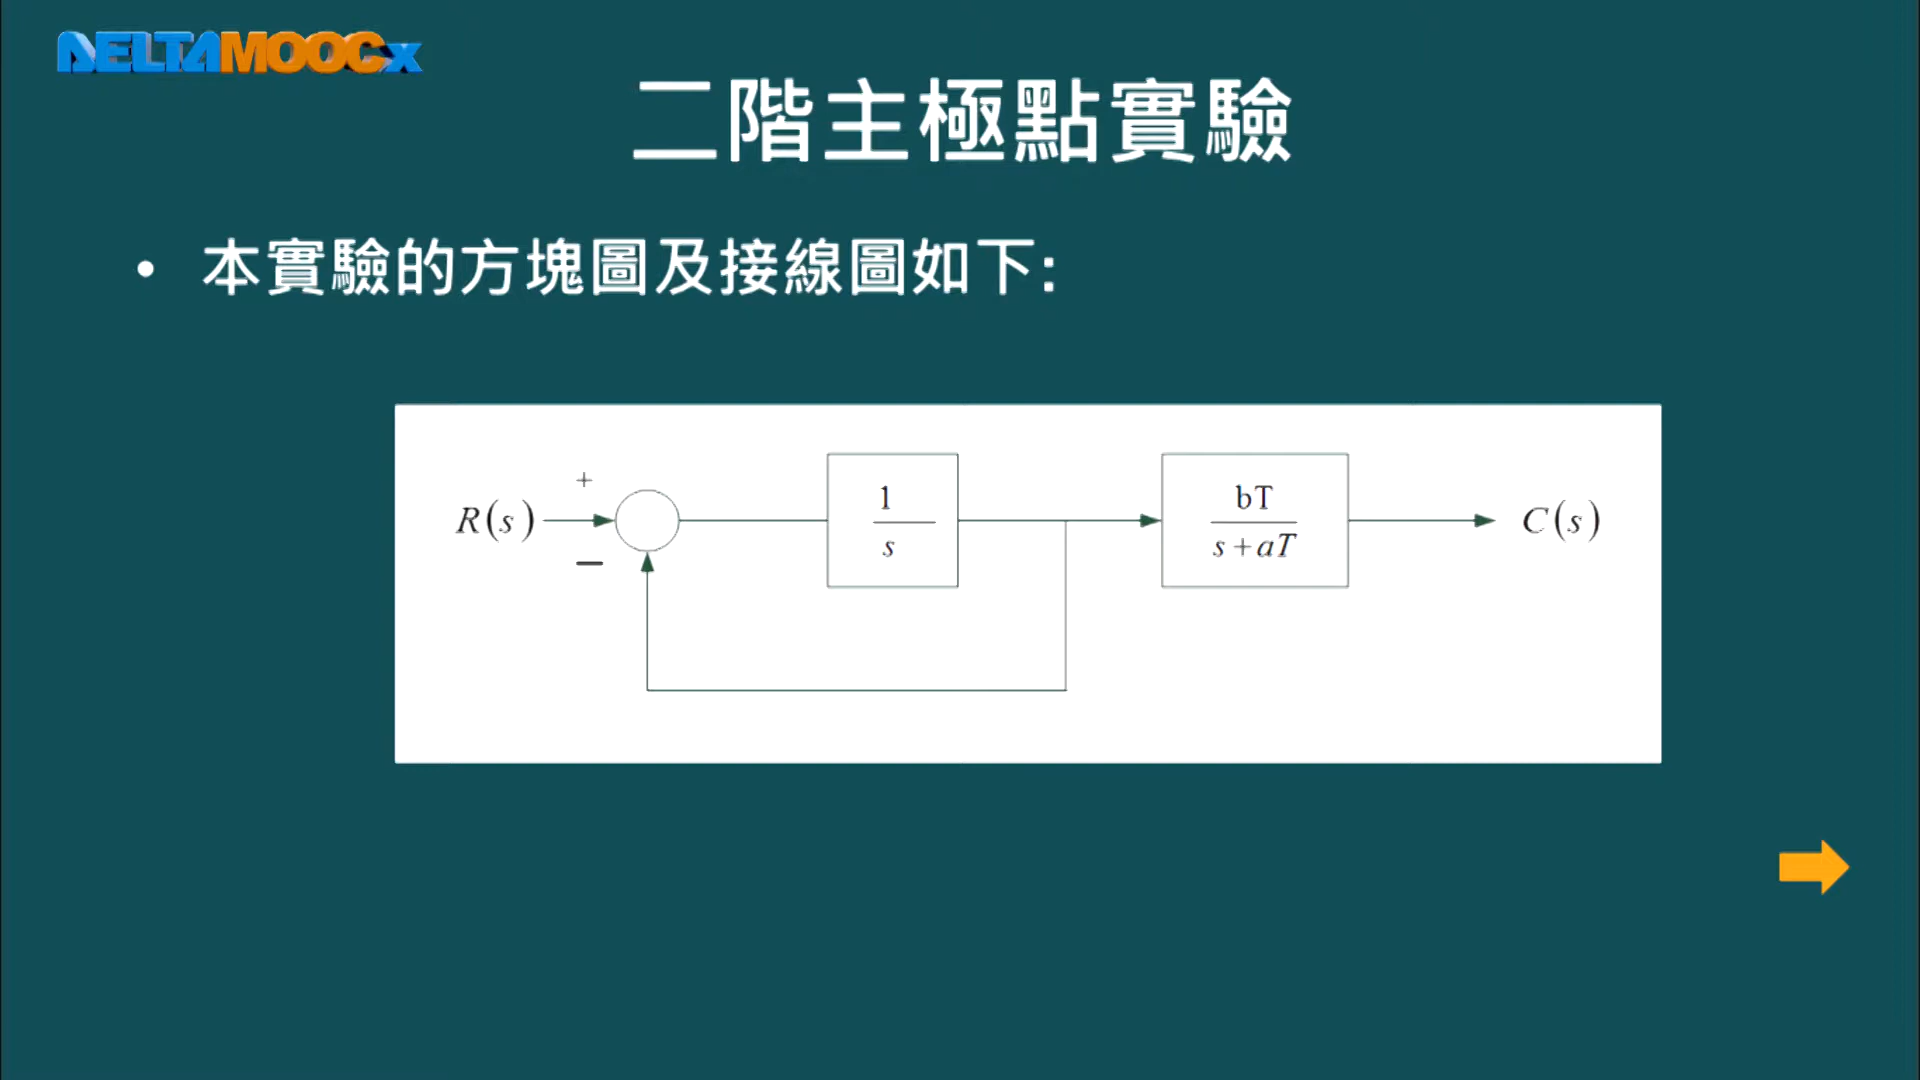 DELTAMOOCx
二階主極點實驗
• 本實驗的方塊圖及接線圖如下:
R(s)
+
−
1
s
bT
s+aT
C(s)